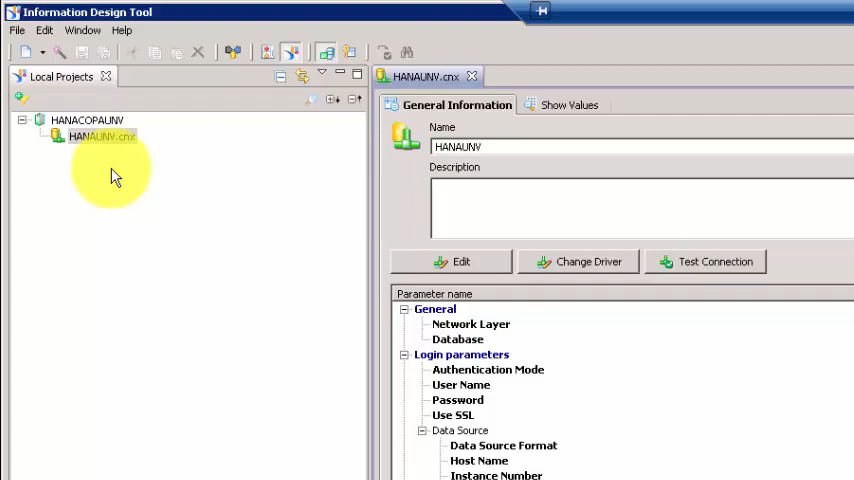 Information Design Tool
File Edit Window Help
Local Projects
HANACOPAUNV
HANAUNV.cnx
HANAUNV.cnx
General Information Show Values
Name
HANAUNV
Description
Edit Change Driver Test Connection
Parameter name
General
Network Layer
Database
Login parameters
Authentication Mode
User Name
Password
Use SSL
Data Source
Data Source Format
Host Name
Instance Number